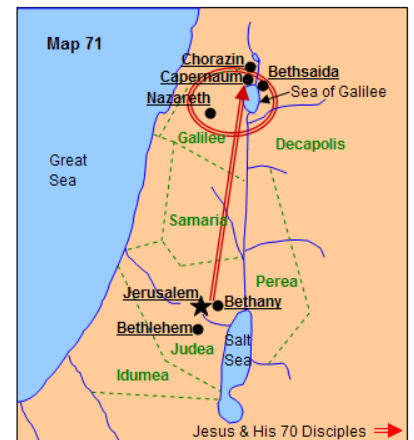 Map 71
Chorazin
Capernaum
Bethsaida
Sea of Galilee
Nazareth
Galilee
Decapolis
Great
Sea
Samaria
Perea
Jerusalem
Bethany
Bethlehem
Judea
Salt
Sea
Idumea
Jesus & His 70 Disciples